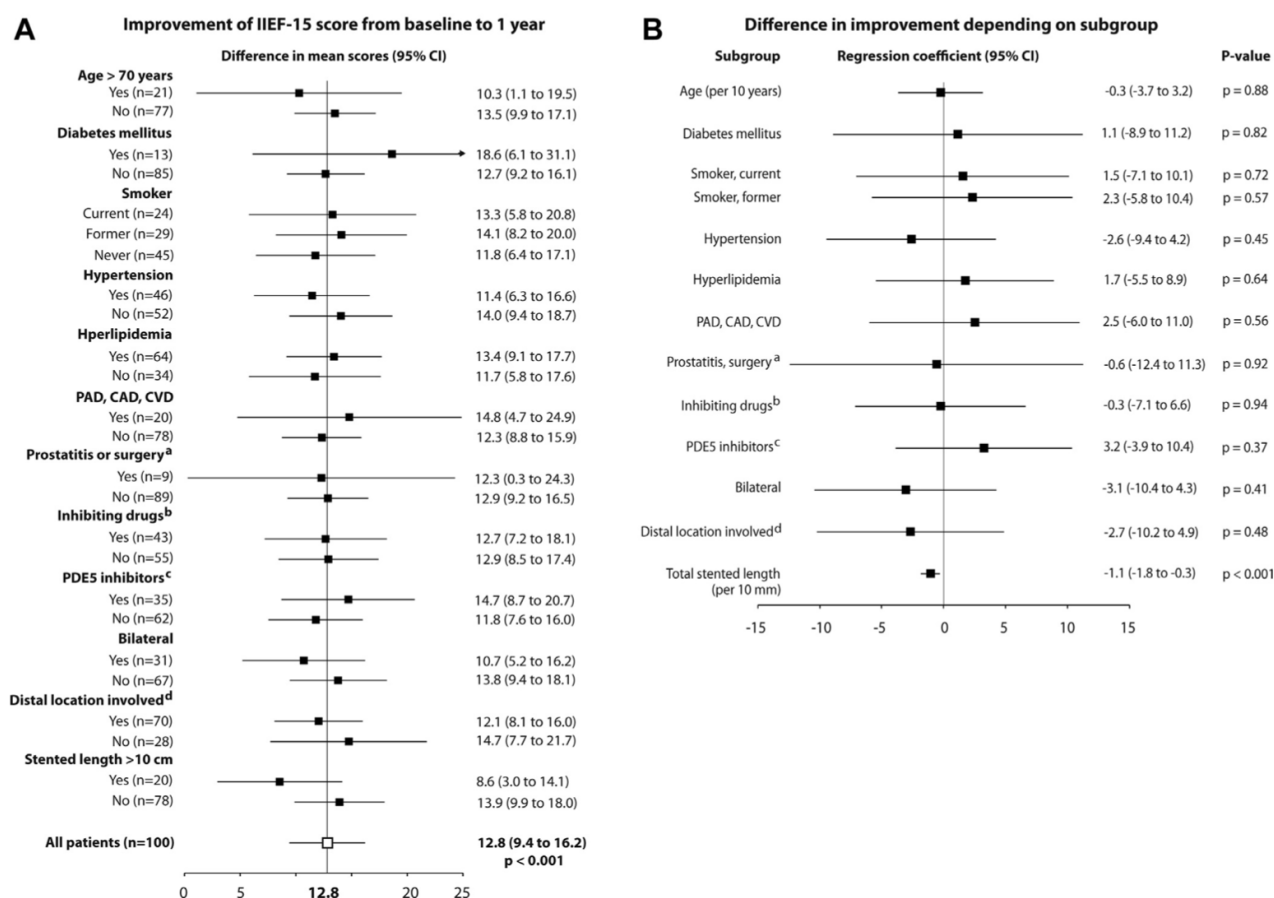 A
Improvement of IIEF-15 score from baseline to 1 year
Difference in mean scores (95% CI)
Age > 70 years
Yes (n=21) 10.3 (1.1 to 19.5)
No (n=77) 13.5 (9.9 to 17.1)
Diabetes mellitus
Yes (n=13) 18.6 (6.1 to 31.1)
No (n=85) 12.7 (9.2 to 16.1)
Smoker
Current (n=24) 13.3 (5.8 to 20.8)
Former (n=29) 14.1 (8.2 to 20.0)
Never (n=45) 11.8 (6.4 to 17.1)
Hypertension
Yes (n=46) 11.4 (6.3 to 16.6)
No (n=52) 14.0 (9.4 to 18.7)
Hperlipidemia
Yes (n=64) 13.4 (9.1 to 17.7)
No (n=34) 11.7 (5.8 to 17.6)
PAD, CAD, CVD
Yes (n=20) 14.8 (4.7 to 24.9)
No (n=78) 12.3 (8.8 to 15.9)
Prostatitis or surgery a
Yes (n=9) 12.3 (0.3 to 24.3)
No (n=89) 12.9 (9.2 to 16.5)
Inhibiting drugs b
Yes (n=43) 12.7 (7.2 to 18.1)
No (n=55) 12.9 (8.5 to 17.4)
PDE5 inhibitors c
Yes (n=35) 14.7 (8.7 to 20.7)
No (n=62) 11.8 (7.6 to 16.0)
Bilateral
Yes (n=31) 10.7 (5.2 to 16.2)
No (n=67) 13.8 (9.4 to 18.1)
Distal location involved d
Yes (n=70) 12.1 (8.1 to 16.0)
No (n=28) 14.7 (7.7 to 21.7)
Stented length >10 cm
Yes (n=20) 8.6 (3.0 to 14.1)
No (n=78) 13.9 (9.9 to 18.0)
All patients (n=100) 12.8 (9.4 to 16.2)
p < 0.001
0 5 12.8 20 25
B
Difference in improvement depending on subgroup
Subgroup Regression coefficient (95% CI) P-value
Age (per 10 years) -0.3 (-3.7 to 3.2) p = 0.88
Diabetes mellitus 1.1 (-8.9 to 11.2) p = 0.82
Smoker, current 1.5 (-7.1 to 10.1) p = 0.72
Smoker, former 2.3 (-5.8 to 10.4) p = 0.57
Hypertension -2.6 (-9.4 to 4.2) p = 0.45
Hyperlipidemia 1.7 (-5.5 to 8.9) p = 0.64
PAD, CAD, CVD 2.5 (-6.0 to 11.0) p = 0.56
Prostatitis, surgery a -0.6 (-12.4 to 11.3) p = 0.92
Inhibiting drugs b -0.3 (-7.1 to 6.6) p = 0.94
PDE5 inhibitors c 3.2 (-3.9 to 10.4) p = 0.37
Bilateral -3.1 (-10.4 to 4.3) p = 0.41
Distal location involved d -2.7 (-10.2 to 4.9) p = 0.48
Total stented length -1.1 (-1.8 to -0.3) p < 0.001
(per 10 mm)
-15 -10 -5 0 5 10 15